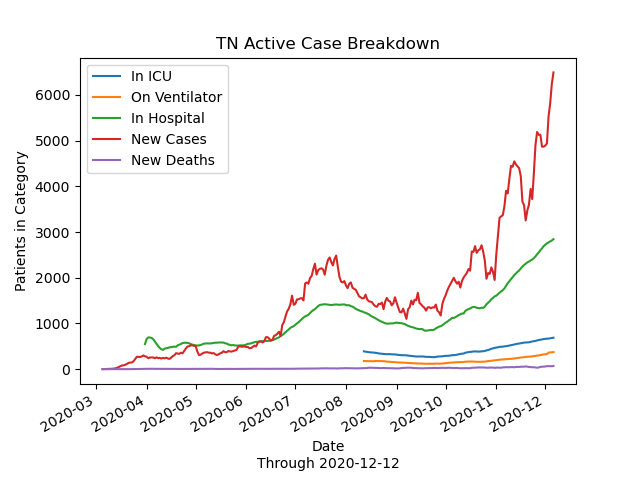 TN Active Case Breakdown
In ICU
On Ventilator
In Hospital
New Cases
New Deaths
Patients in Category
6000
5000
4000
3000
2000
1000
0
2020-03
2020-04
2020-05
2020-06
2020-07
2020-08
2020-09
2020-10
2020-11
2020-12
Date
Through 2020-12-12